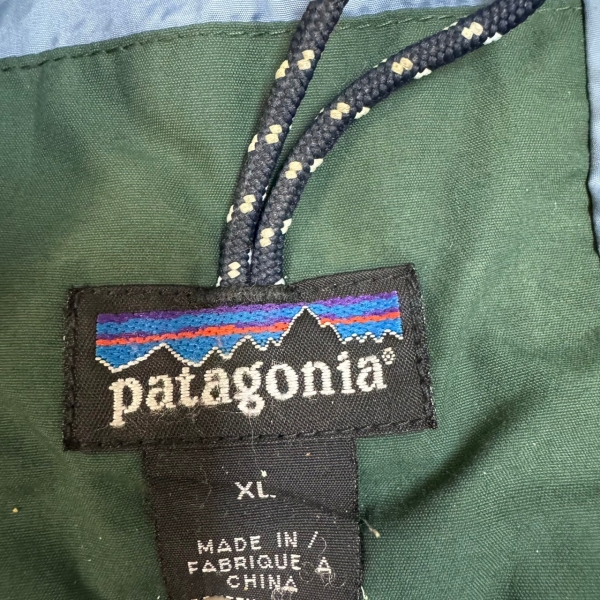 patagonia®
XL
MADE IN /
FABRIQUE A
CHINA